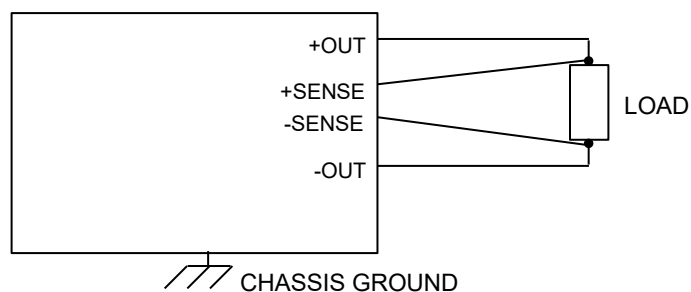 +OUT
+SENSE
-SENSE
-OUT
LOAD
CHASSIS GROUND